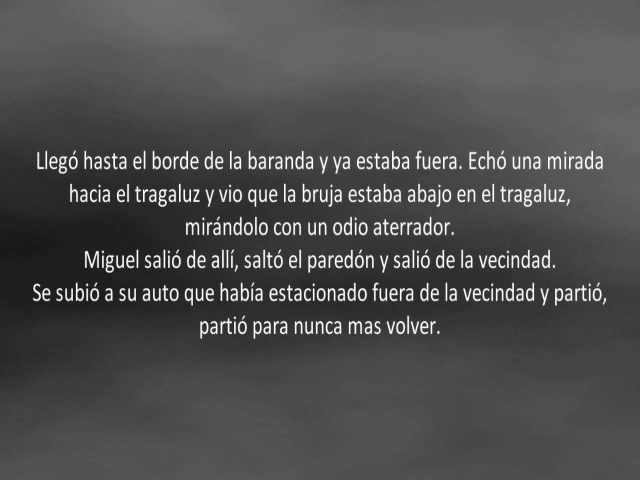 Llegó hasta el borde de la baranda y ya estaba fuera. Echó una mirada
hacia el tragaluz y vio que la bruja estaba abajo en el tragaluz,
mirándolo con un odio aterrador.
Miguel salió de allí, saltó el paredón y salió de la vecindad.
Se subió a su auto que había estacionado fuera de la vecindad y partió,
partió para nunca mas volver.